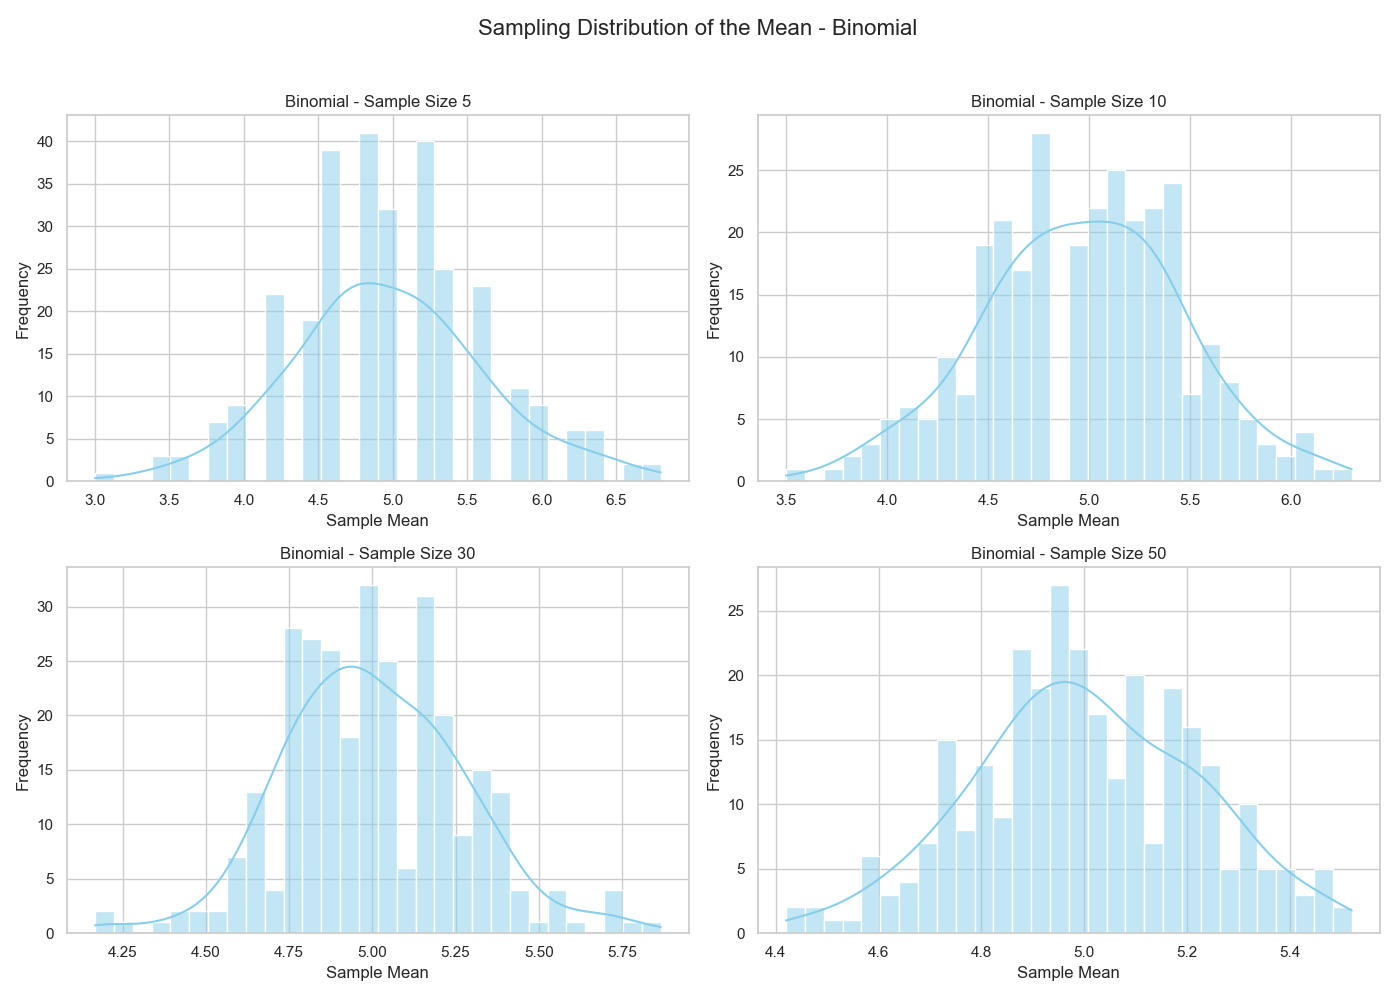 Sampling Distribution of the Mean - Binomial
Binomial - Sample Size 5
Frequency
40
35
30
25
20
15
10
5
0
3.0 3.5 4.0 4.5 5.0 5.5 6.0 6.5
Sample Mean
Binomial - Sample Size 10
Frequency
25
20
15
10
5
0
3.5 4.0 4.5 5.0 5.5 6.0
Sample Mean
Binomial - Sample Size 30
Frequency
30
25
20
15
10
5
0
4.25 4.50 4.75 5.00 5.25 5.50 5.75
Sample Mean
Binomial - Sample Size 50
Frequency
25
20
15
10
5
0
4.4 4.6 4.8 5.0 5.2 5.4
Sample Mean